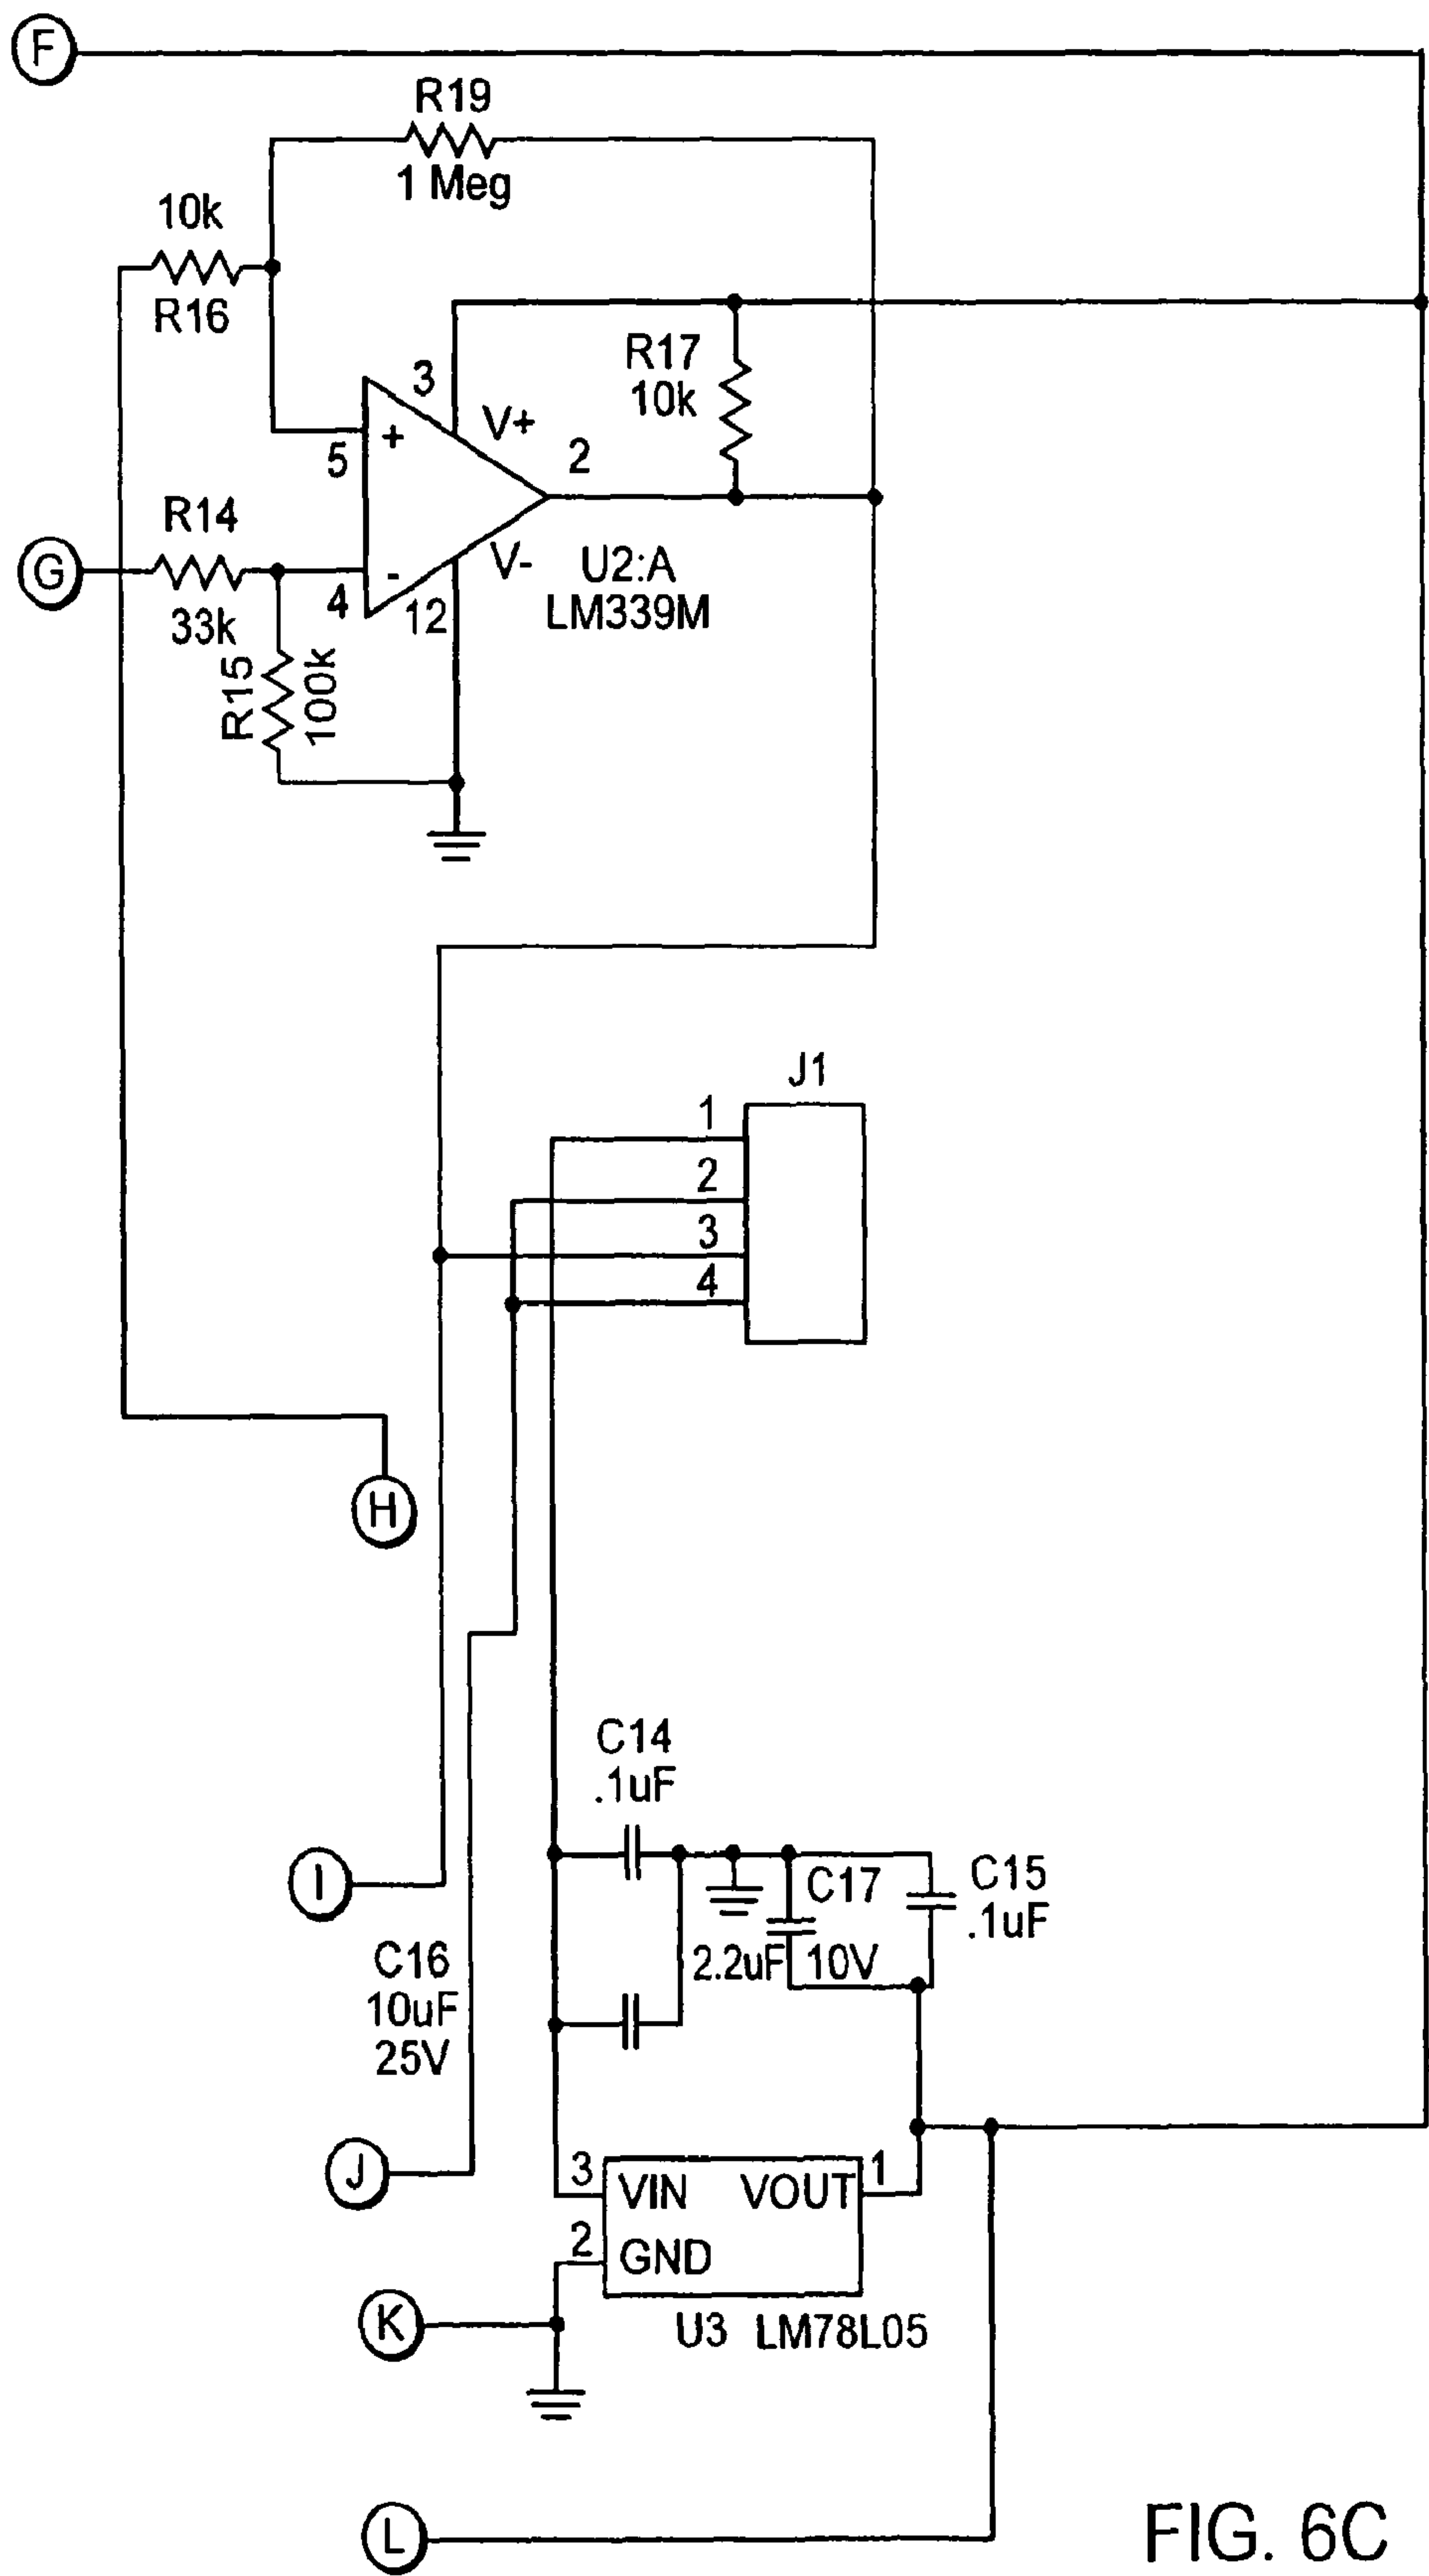 F
R19
1 Meg
10k
R16
3
V+
R17
10k
+
5
2
R14
G
-
4
12
V-
U2:A
LM339M
33k
R15
100k
J1
1
2
3
4
H
C14
.1uF
I
C17
C15
.1uF
2.2uF 10V
C16
10uF
25V
J
3 VIN VOUT 1
2 GND
K
U3 LM78L05
L
FIG. 6C